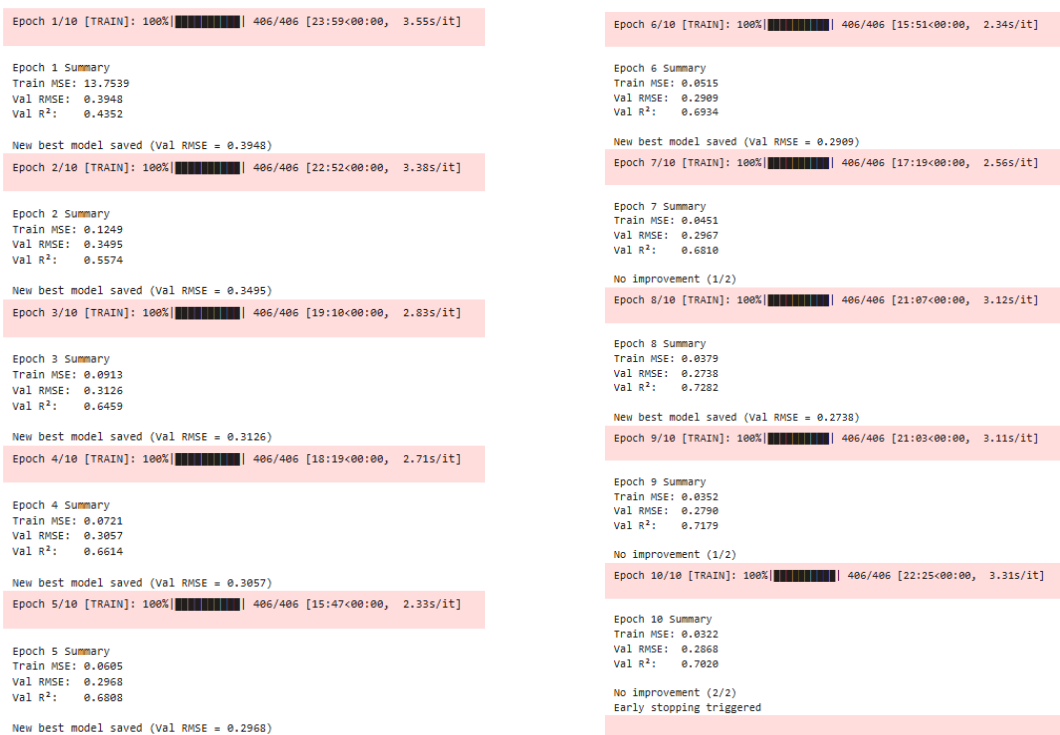 Epoch 1/10 [TRAIN]: 100%|██████████| 406/406 [23:59<00:00,  3.55s/it]
Epoch 1 Summary
Train MSE: 13.7539
Val RMSE:  0.3948
Val R²:    0.4352
New best model saved (Val RMSE = 0.3948)
Epoch 2/10 [TRAIN]: 100%|██████████| 406/406 [22:52<00:00,  3.38s/it]
Epoch 2 Summary
Train MSE: 0.1249
Val RMSE:  0.3495
Val R²:    0.5574
New best model saved (Val RMSE = 0.3495)
Epoch 3/10 [TRAIN]: 100%|██████████| 406/406 [19:10<00:00,  2.83s/it]
Epoch 3 Summary
Train MSE: 0.0913
Val RMSE:  0.3126
Val R²:    0.6459
New best model saved (Val RMSE = 0.3126)
Epoch 4/10 [TRAIN]: 100%|██████████| 406/406 [18:19<00:00,  2.71s/it]
Epoch 4 Summary
Train MSE: 0.0721
Val RMSE:  0.3057
Val R²:    0.6614
New best model saved (Val RMSE = 0.3057)
Epoch 5/10 [TRAIN]: 100%|██████████| 406/406 [15:47<00:00,  2.33s/it]
Epoch 5 Summary
Train MSE: 0.0605
Val RMSE:  0.2968
Val R²:    0.6808
New best model saved (Val RMSE = 0.2968)
Epoch 6/10 [TRAIN]: 100%|██████████| 406/406 [15:51<00:00,  2.34s/it]
Epoch 6 Summary
Train MSE: 0.0515
Val RMSE:  0.2909
Val R²:    0.6934
New best model saved (Val RMSE = 0.2909)
Epoch 7/10 [TRAIN]: 100%|██████████| 406/406 [17:19<00:00,  2.56s/it]
Epoch 7 Summary
Train MSE: 0.0451
Val RMSE:  0.2967
Val R²:    0.6810
No improvement (1/2)
Epoch 8/10 [TRAIN]: 100%|██████████| 406/406 [21:07<00:00,  3.12s/it]
Epoch 8 Summary
Train MSE: 0.0379
Val RMSE:  0.2738
Val R²:    0.7282
New best model saved (Val RMSE = 0.2738)
Epoch 9/10 [TRAIN]: 100%|██████████| 406/406 [21:03<00:00,  3.11s/it]
Epoch 9 Summary
Train MSE: 0.0352
Val RMSE:  0.2790
Val R²:    0.7179
No improvement (1/2)
Epoch 10/10 [TRAIN]: 100%|██████████| 406/406 [22:25<00:00,  3.31s/it]
Epoch 10 Summary
Train MSE: 0.0322
Val RMSE:  0.2868
Val R²:    0.7020
No improvement (2/2)
Early stopping triggered